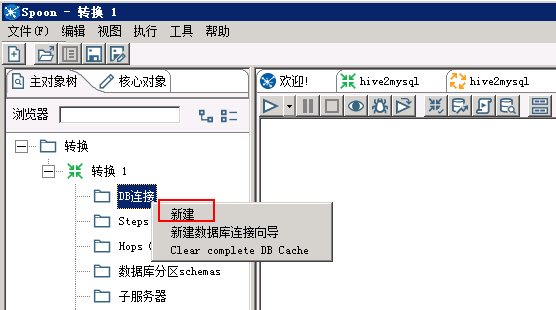 Spoon - 转换 1
文件(F) 编辑 视图 执行 工具 帮助
主对象树 核心对象
欢迎! hive2mysql hive2mysql
浏览器
转换
转换 1
DB连接
新建
Steps
新建数据库连接向导
Hops (
Clear complete DB Cache
数据库分区schemas
子服务器